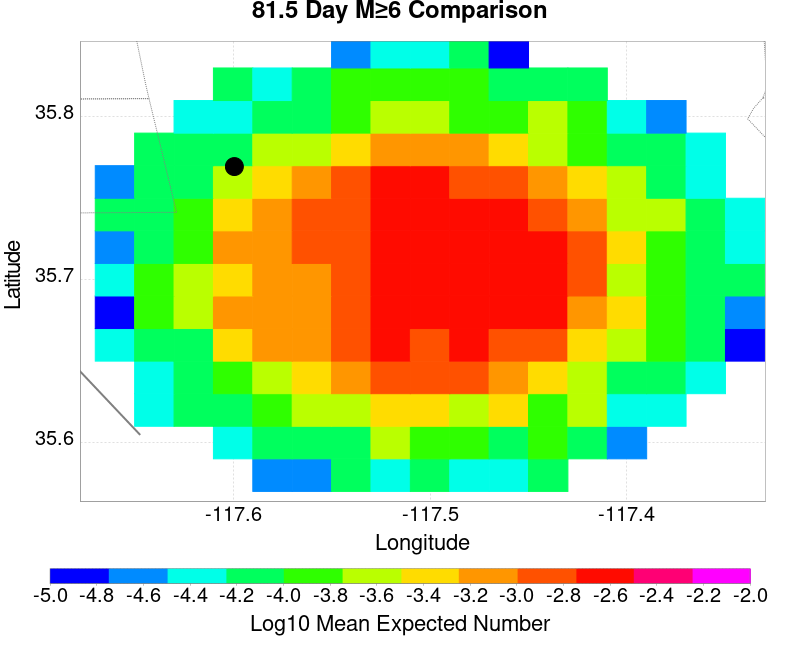 81.5 Day M≥6 Comparison
35.8
35.7
35.6
Latitude
-117.6 -117.5 -117.4
Longitude
-5.0 -4.8 -4.6 -4.4 -4.2 -4.0 -3.8 -3.6 -3.4 -3.2 -3.0 -2.8 -2.6 -2.4 -2.2 -2.0
Log10 Mean Expected Number